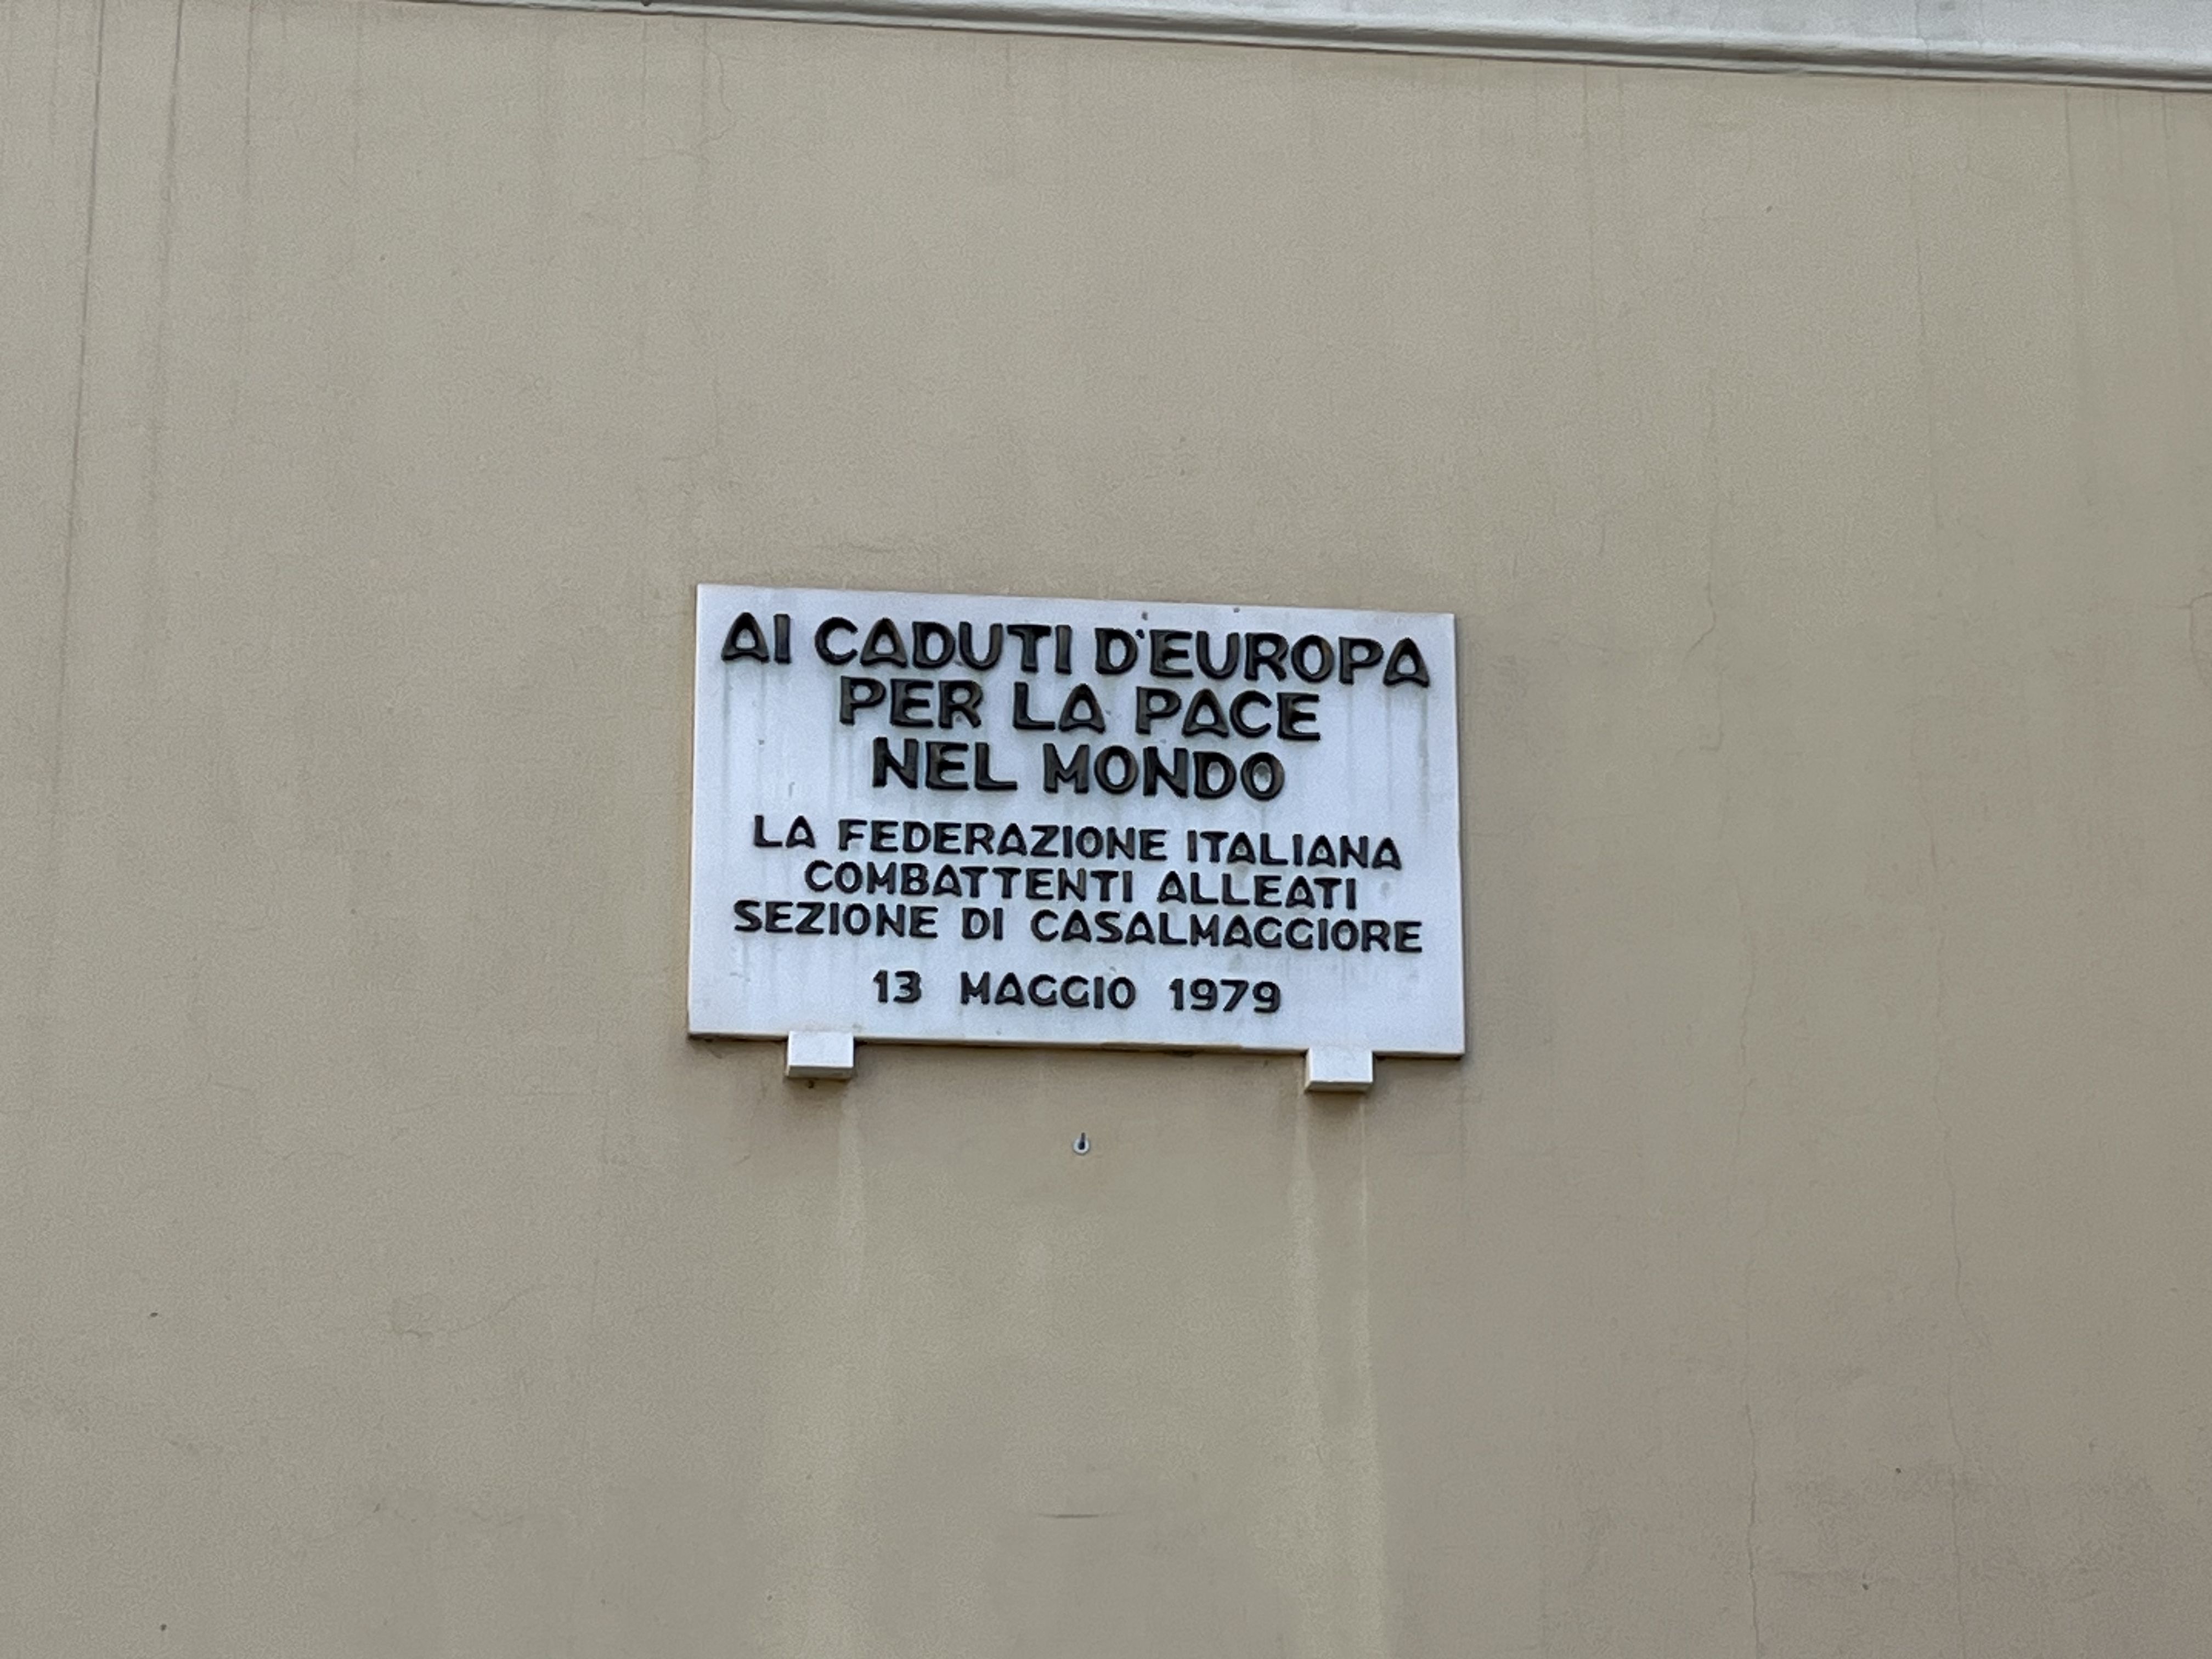 AI CADUTI D'EUROPA
PER LA PACE
NEL MONDO
LA FEDERAZIONE ITALIANA
COMBATTENTI ALLEATI
SEZIONE DI CASALMAGGIORE
13 MAGGIO 1979